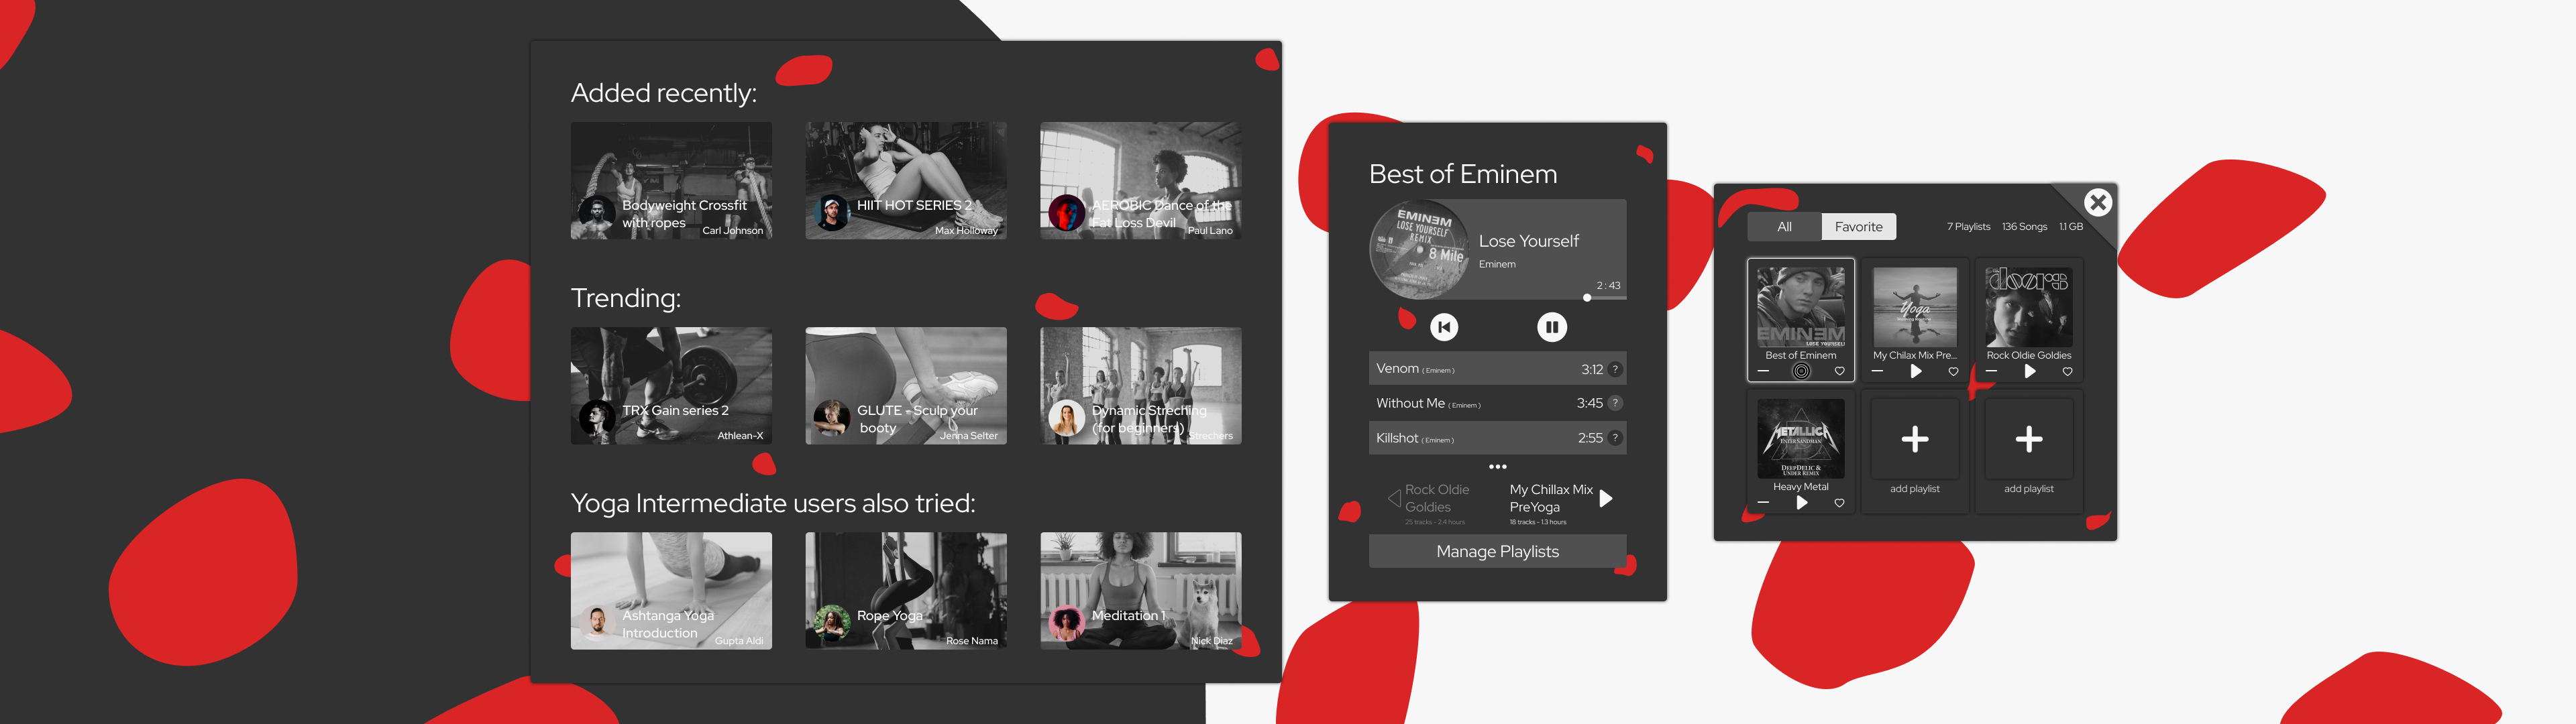 Added recently:
Bodyweight Crossfit
with ropes
Carl Johnson
HIIT HOT SERIES 2
Max Holloway
AEROBIC Dance of the
Fat Loss Devil
Paul Lano
Trending:
TRX Gain series 2
Athlean-X
GLUTE - Sculp your
booty
Jenna Selter
Dynamic Streching
(for beginners)
Strechers
Yoga Intermediate users also tried:
Ashtanga Yoga
Introduction
Gupta Aldi
Rope Yoga
Rose Nama
Meditation 1
Nick Diaz
Best of Eminem
EMINEM
LOSE YOURSELF
REMIX
8 Mile
Lose Yourself
Eminem
2 : 43
Venom ( Eminem )
3:12 ?
Without Me ( Eminem )
3:45 ?
Killshot ( Eminem )
2:55 ?
Rock Oldie
Goldies
25 tracks - 2.4 hours
My Chillax Mix
PreYoga
18 tracks - 1.3 hours
Manage Playlists
All
Favorite
7 Playlists
136 Songs
1.1 GB
EMINEM
LOSE YOURSELF
Best of Eminem
Yoga
My Chilax Mix Pre...
doors
Rock Oldie Goldies
METALLICA
ENTER SANDMAN
DEEPDELIC &
UNDER REMIX
Heavy Metal
add playlist
add playlist